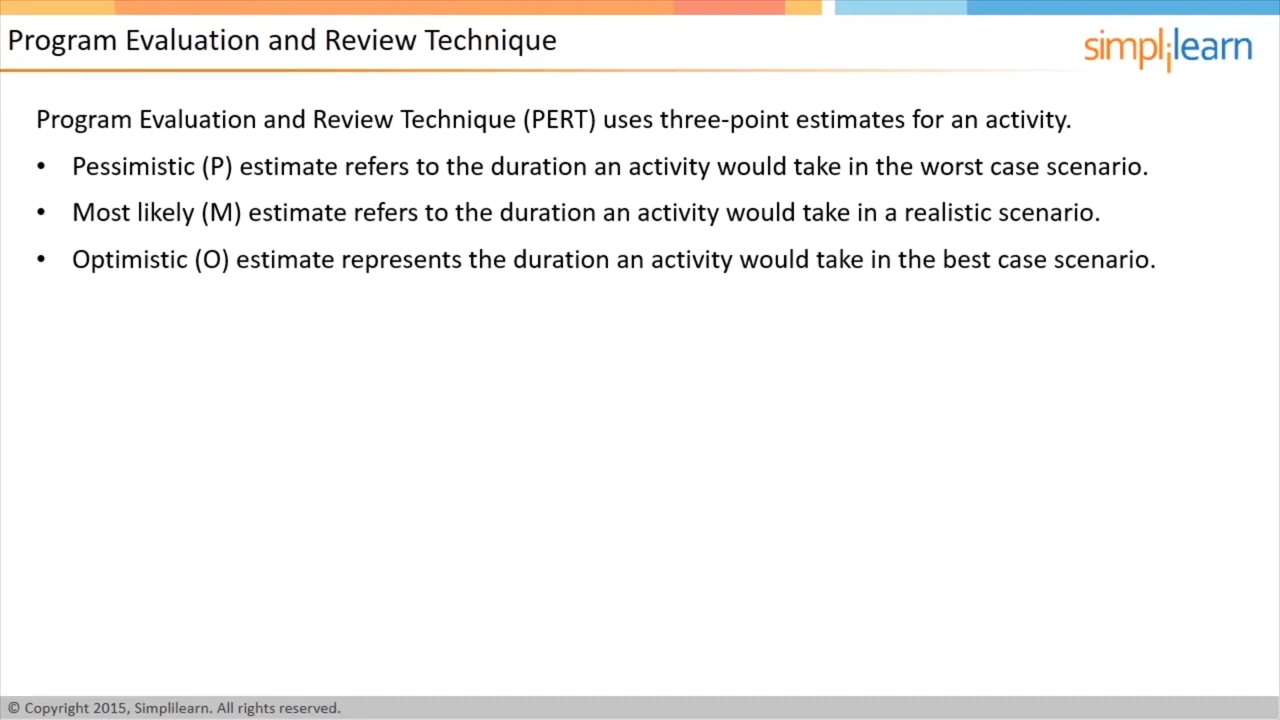 Program Evaluation and Review Technique
simplilearn
Program Evaluation and Review Technique (PERT) uses three-point estimates for an activity.
• Pessimistic (P) estimate refers to the duration an activity would take in the worst case scenario.
• Most likely (M) estimate refers to the duration an activity would take in a realistic scenario.
• Optimistic (O) estimate represents the duration an activity would take in the best case scenario.
© Copyright 2015, Simplilearn. All rights reserved.